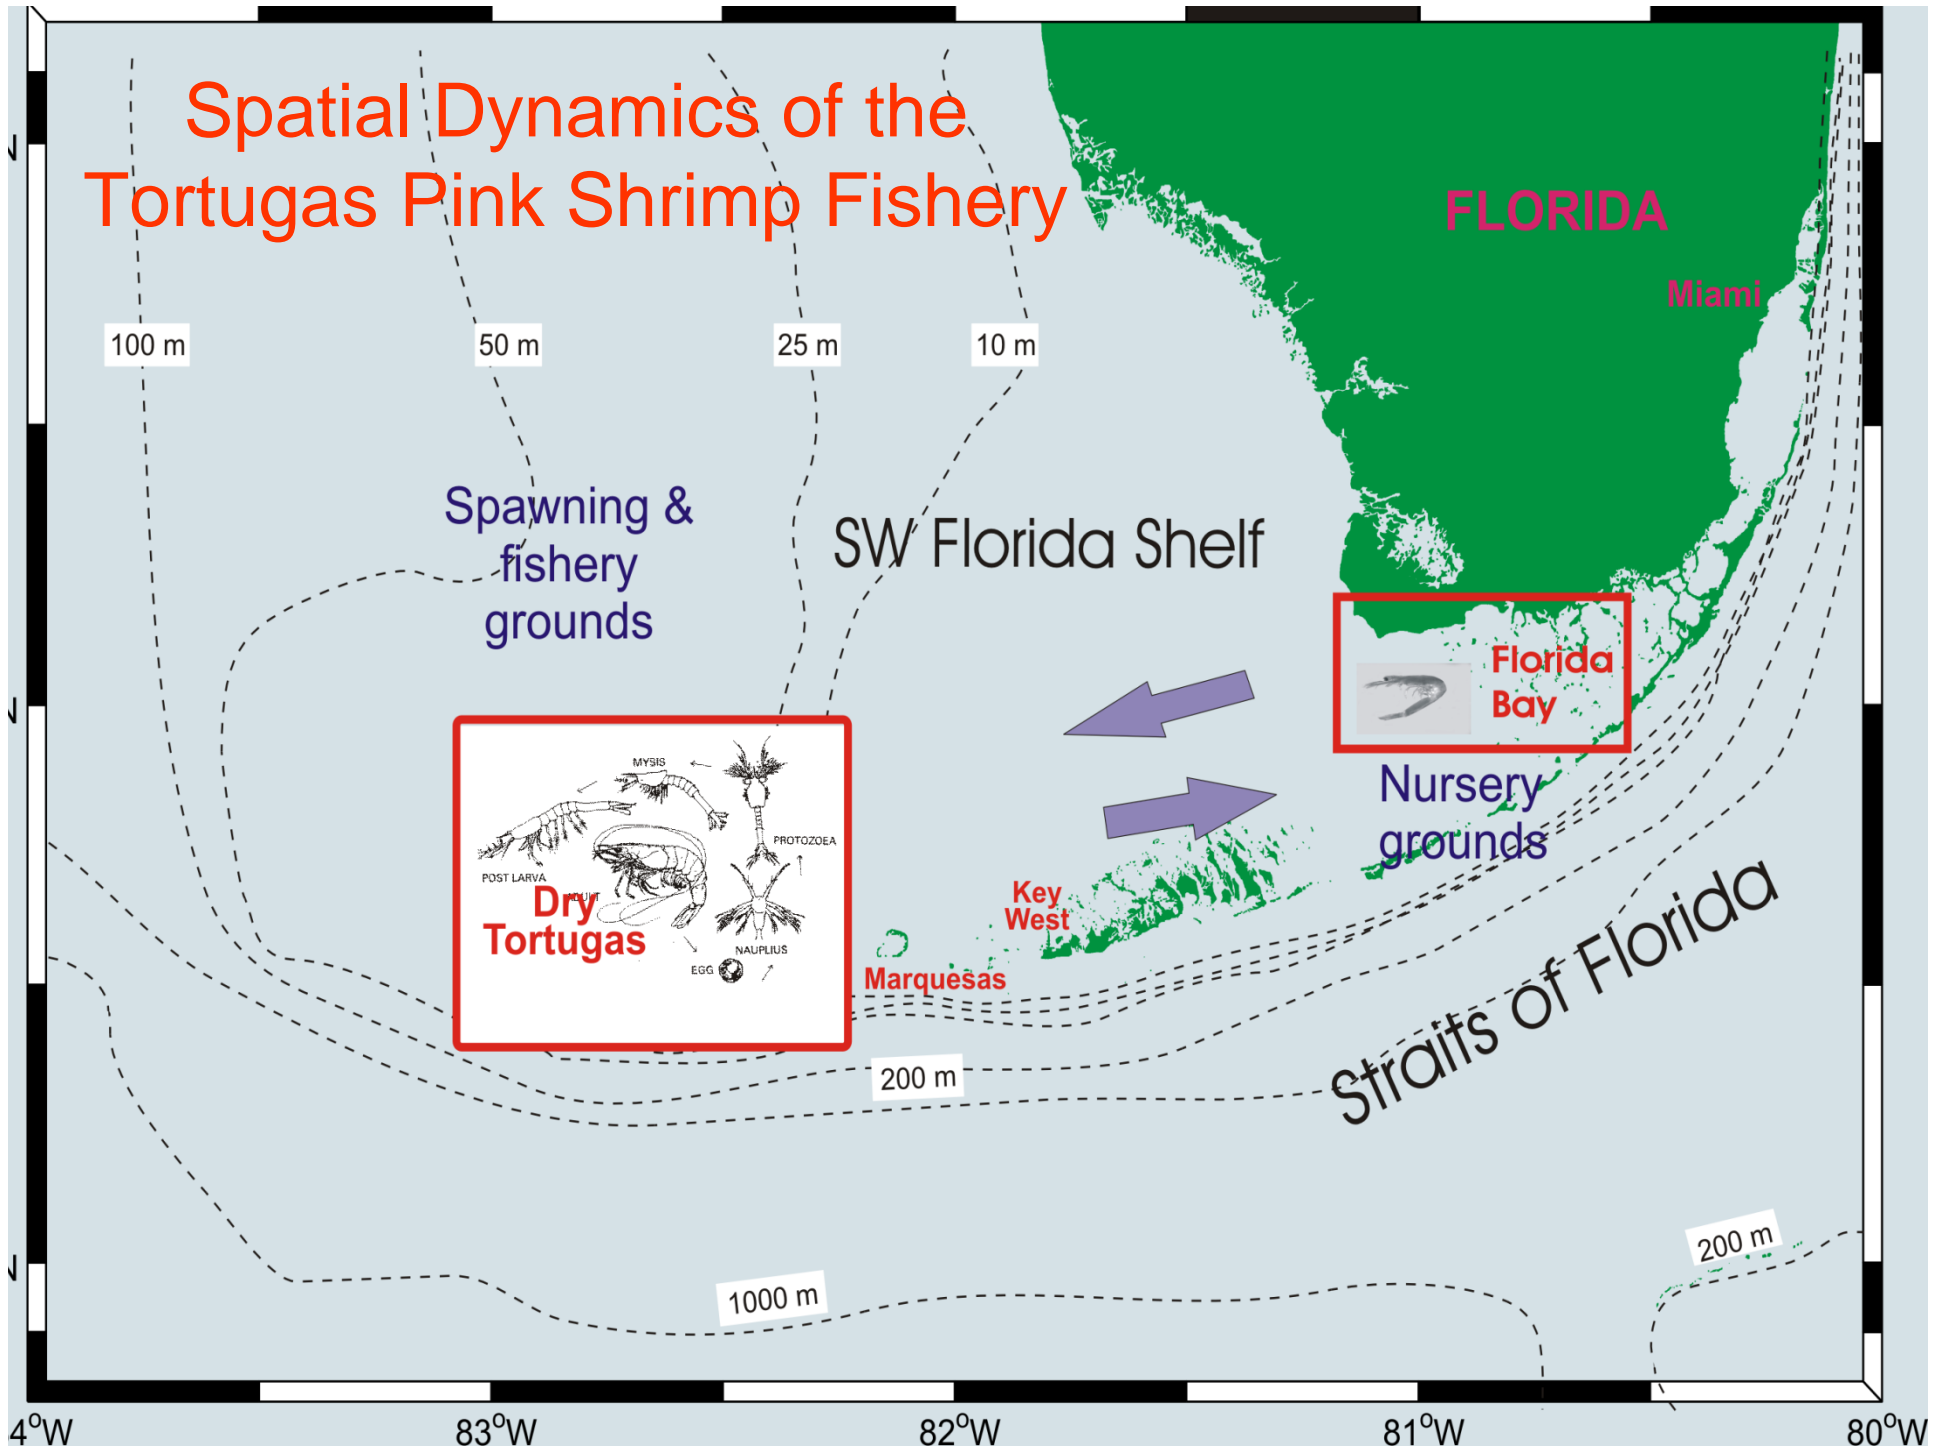 Spatial Dynamics of the
Tortugas Pink Shrimp Fishery
FLORIDA
Miami
100 m
50 m
25 m
10 m
Spawning &
fishery
grounds
SW Florida Shelf
Florida
Bay
Nursery
grounds
MYSIS
PROTOZOEA
POST LARVA
ADULT
Dry
Tortugas
NAUPLIUS
EGG
Key
West
Marquesas
Straits of Florida
200 m
200 m
1000 m
4°W
83°W
82°W
81°W
80°W